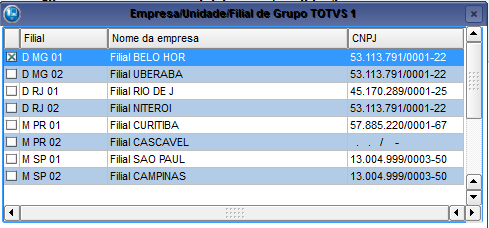 Empresa/Unidade/Filial de Grupo TOTVS 1
Filial Nome da empresa CNPJ
D MG 01 Filial BELO HOR 53.113.791/0001-22
D MG 02 Filial UBERABA 53.113.791/0001-22
D RJ 01 Filial RIO DE J 45.170.289/0001-25
D RJ 02 Filial NITEROI 53.113.791/0001-22
M PR 01 Filial CURITIBA 57.885.220/0001-67
M PR 02 Filial CASCAVEL . . / -
M SP 01 Filial SAO PAUL 13.004.999/0003-50
M SP 02 Filial CAMPINAS 13.004.999/0003-50